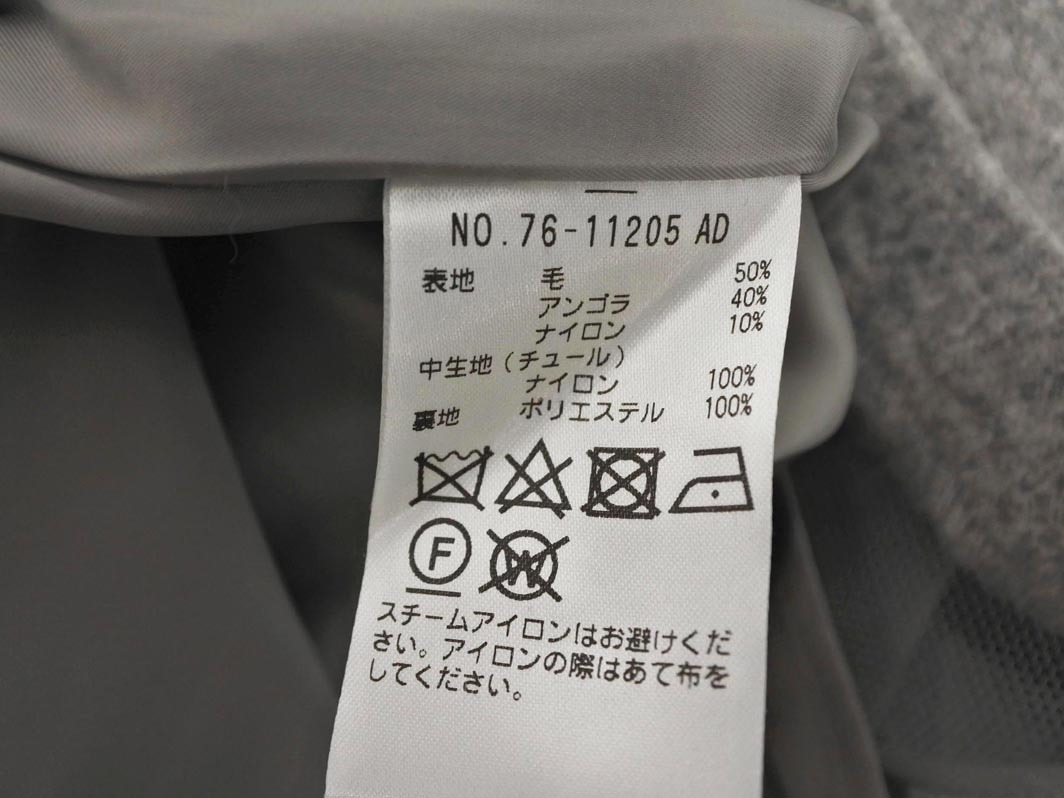 NO.76-11205 AD
表地 毛 50%
アンゴラ 40%
ナイロン 10%
中生地(チュール)
ナイロン 100%
裏地 ポリエステル 100%
F W
スチームアイロンはお避けくだ
さい。アイロンの際はあて布を
してください。